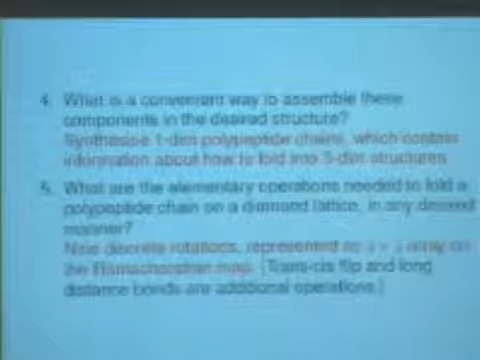 4. What is a convenient way to assemble these
components in the desired structure?
Synthesise 1-dim polypeptide chains, which contain
information about how to fold into 3-dim structures.
5. What are the elementary operations needed to fold a
polypeptide chain on a diamond lattice, in any desired
manner?
Nine discrete rotations, represented as 3 × 3 array on
the Ramachandran map. [Trans-cis flip and long
distance bonds are additional operations.]